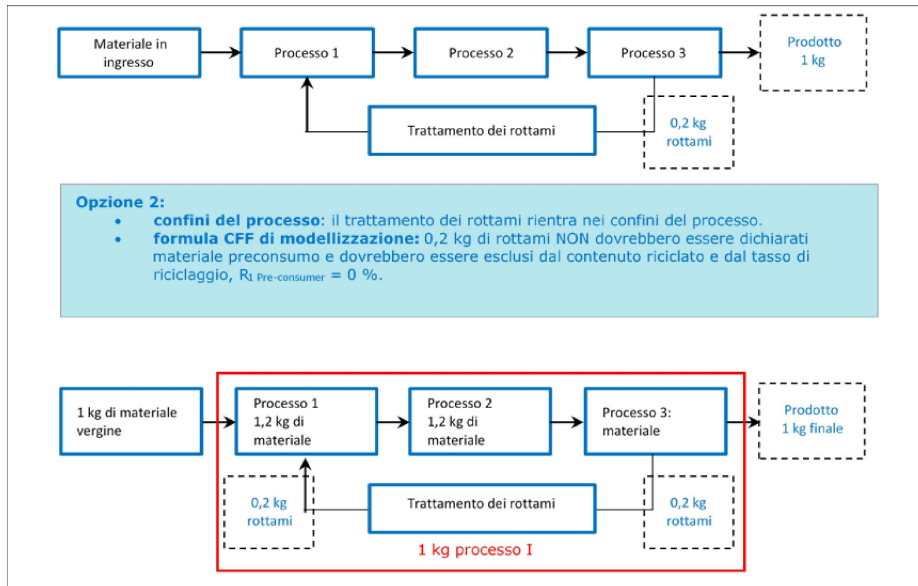 Materiale in
ingresso
Processo 1
Processo 2
Processo 3
Prodotto
1 kg
Trattamento dei rottami
0,2 kg
rottami
Opzione 2:
• confini del processo: il trattamento dei rottami rientra nei confini del processo.
• formula CFF di modellizzazione: 0,2 kg di rottami NON dovrebbero essere dichiarati
materiale preconsumo e dovrebbero essere esclusi dal contenuto riciclato e dal tasso di
riciclaggio, R1 Pre-consumer = 0 %.
1 kg di materiale
vergine
Processo 1
1,2 kg di
materiale
Processo 2
1,2 kg di
materiale
Processo 3:
materiale
Prodotto
1 kg finale
0,2 kg
rottami
Trattamento dei rottami
0,2 kg
rottami
1 kg processo I